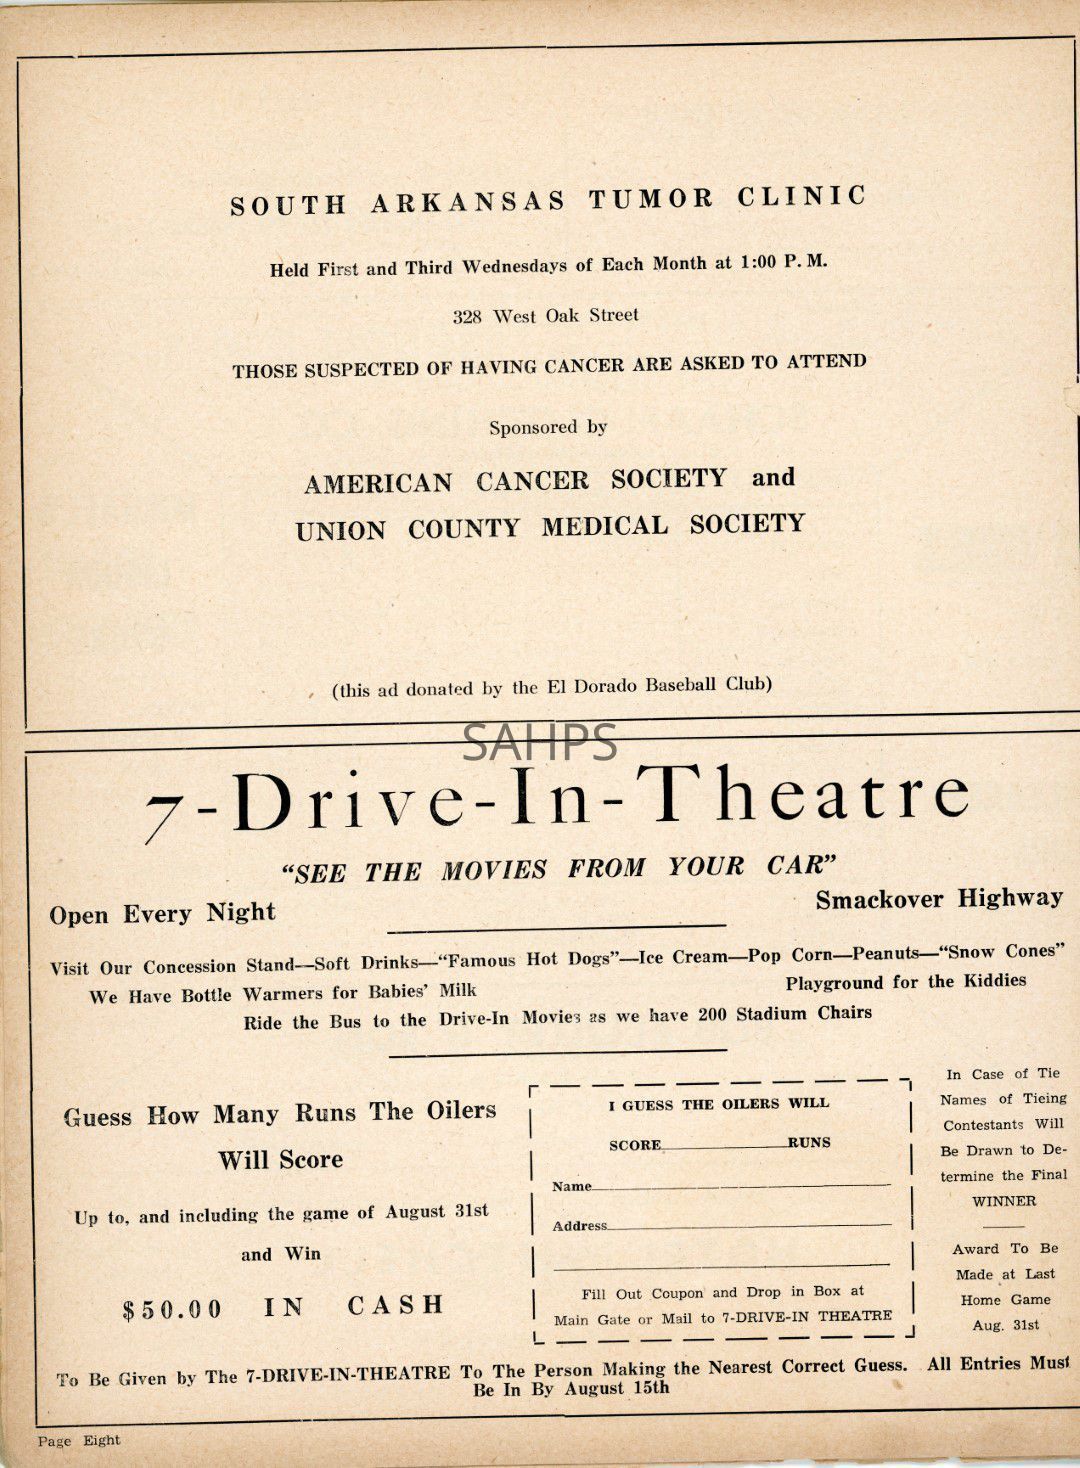 SOUTH ARKANSAS TUMOR CLINIC
Held First and Third Wednesdays of Each Month at 1:00 P. M.
328 West Oak Street
THOSE SUSPECTED OF HAVING CANCER ARE ASKED TO ATTEND
Sponsored by
AMERICAN CANCER SOCIETY and
UNION COUNTY MEDICAL SOCIETY
(this ad donated by the El Dorado Baseball Club)
SAHPS
7-Drive-In-Theatre
“SEE THE MOVIES FROM YOUR CAR”
Open Every Night
Smackover Highway
Visit Our Concession Stand—Soft Drinks—“Famous Hot Dogs”—Ice Cream—Pop Corn—Peanuts—“Snow Cones”
We Have Bottle Warmers for Babies’ Milk
Playground for the Kiddies
Ride the Bus to the Drive-In Movies as we have 200 Stadium Chairs
Guess How Many Runs The Oilers
Will Score
Up to, and including the game of August 31st
and Win
$50.00 IN CASH
I GUESS THE OILERS WILL
SCORE RUNS
Name
Address
Fill Out Coupon and Drop in Box at
Main Gate or Mail to 7-DRIVE-IN THEATRE
In Case of Tie
Names of Tieing
Contestants Will
Be Drawn to De-
termine the Final
WINNER
Award To Be
Made at Last
Home Game
Aug. 31st
To Be Given by The 7-DRIVE-IN-THEATRE To The Person Making the Nearest Correct Guess. All Entries Must
Be In By August 15th
Page Eight